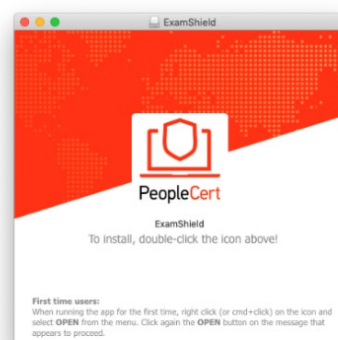 ExamShield
PeopleCert
ExamShield
To install, double-click the icon above!
First time users:
When running the app for the first time, right click (or cmd+click) on the icon and
select OPEN from the menu. Click again the OPEN button on the message that
appears to proceed.